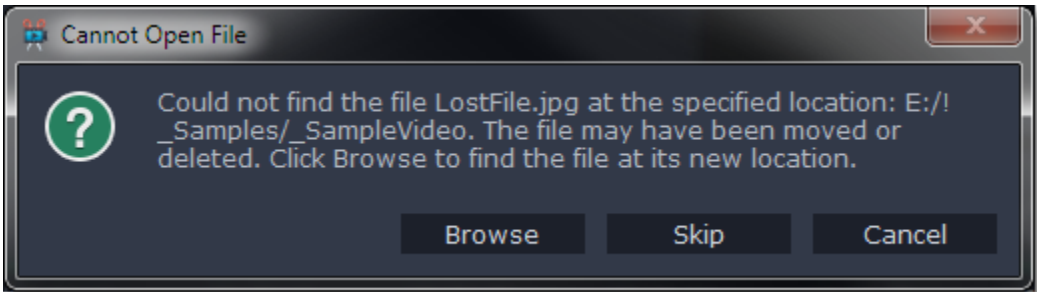 Cannot Open File
Could not find the file LostFile.jpg at the specified location: E:/!
_Samples/_SampleVideo. The file may have been moved or
deleted. Click Browse to find the file at its new location.
Browse Skip Cancel